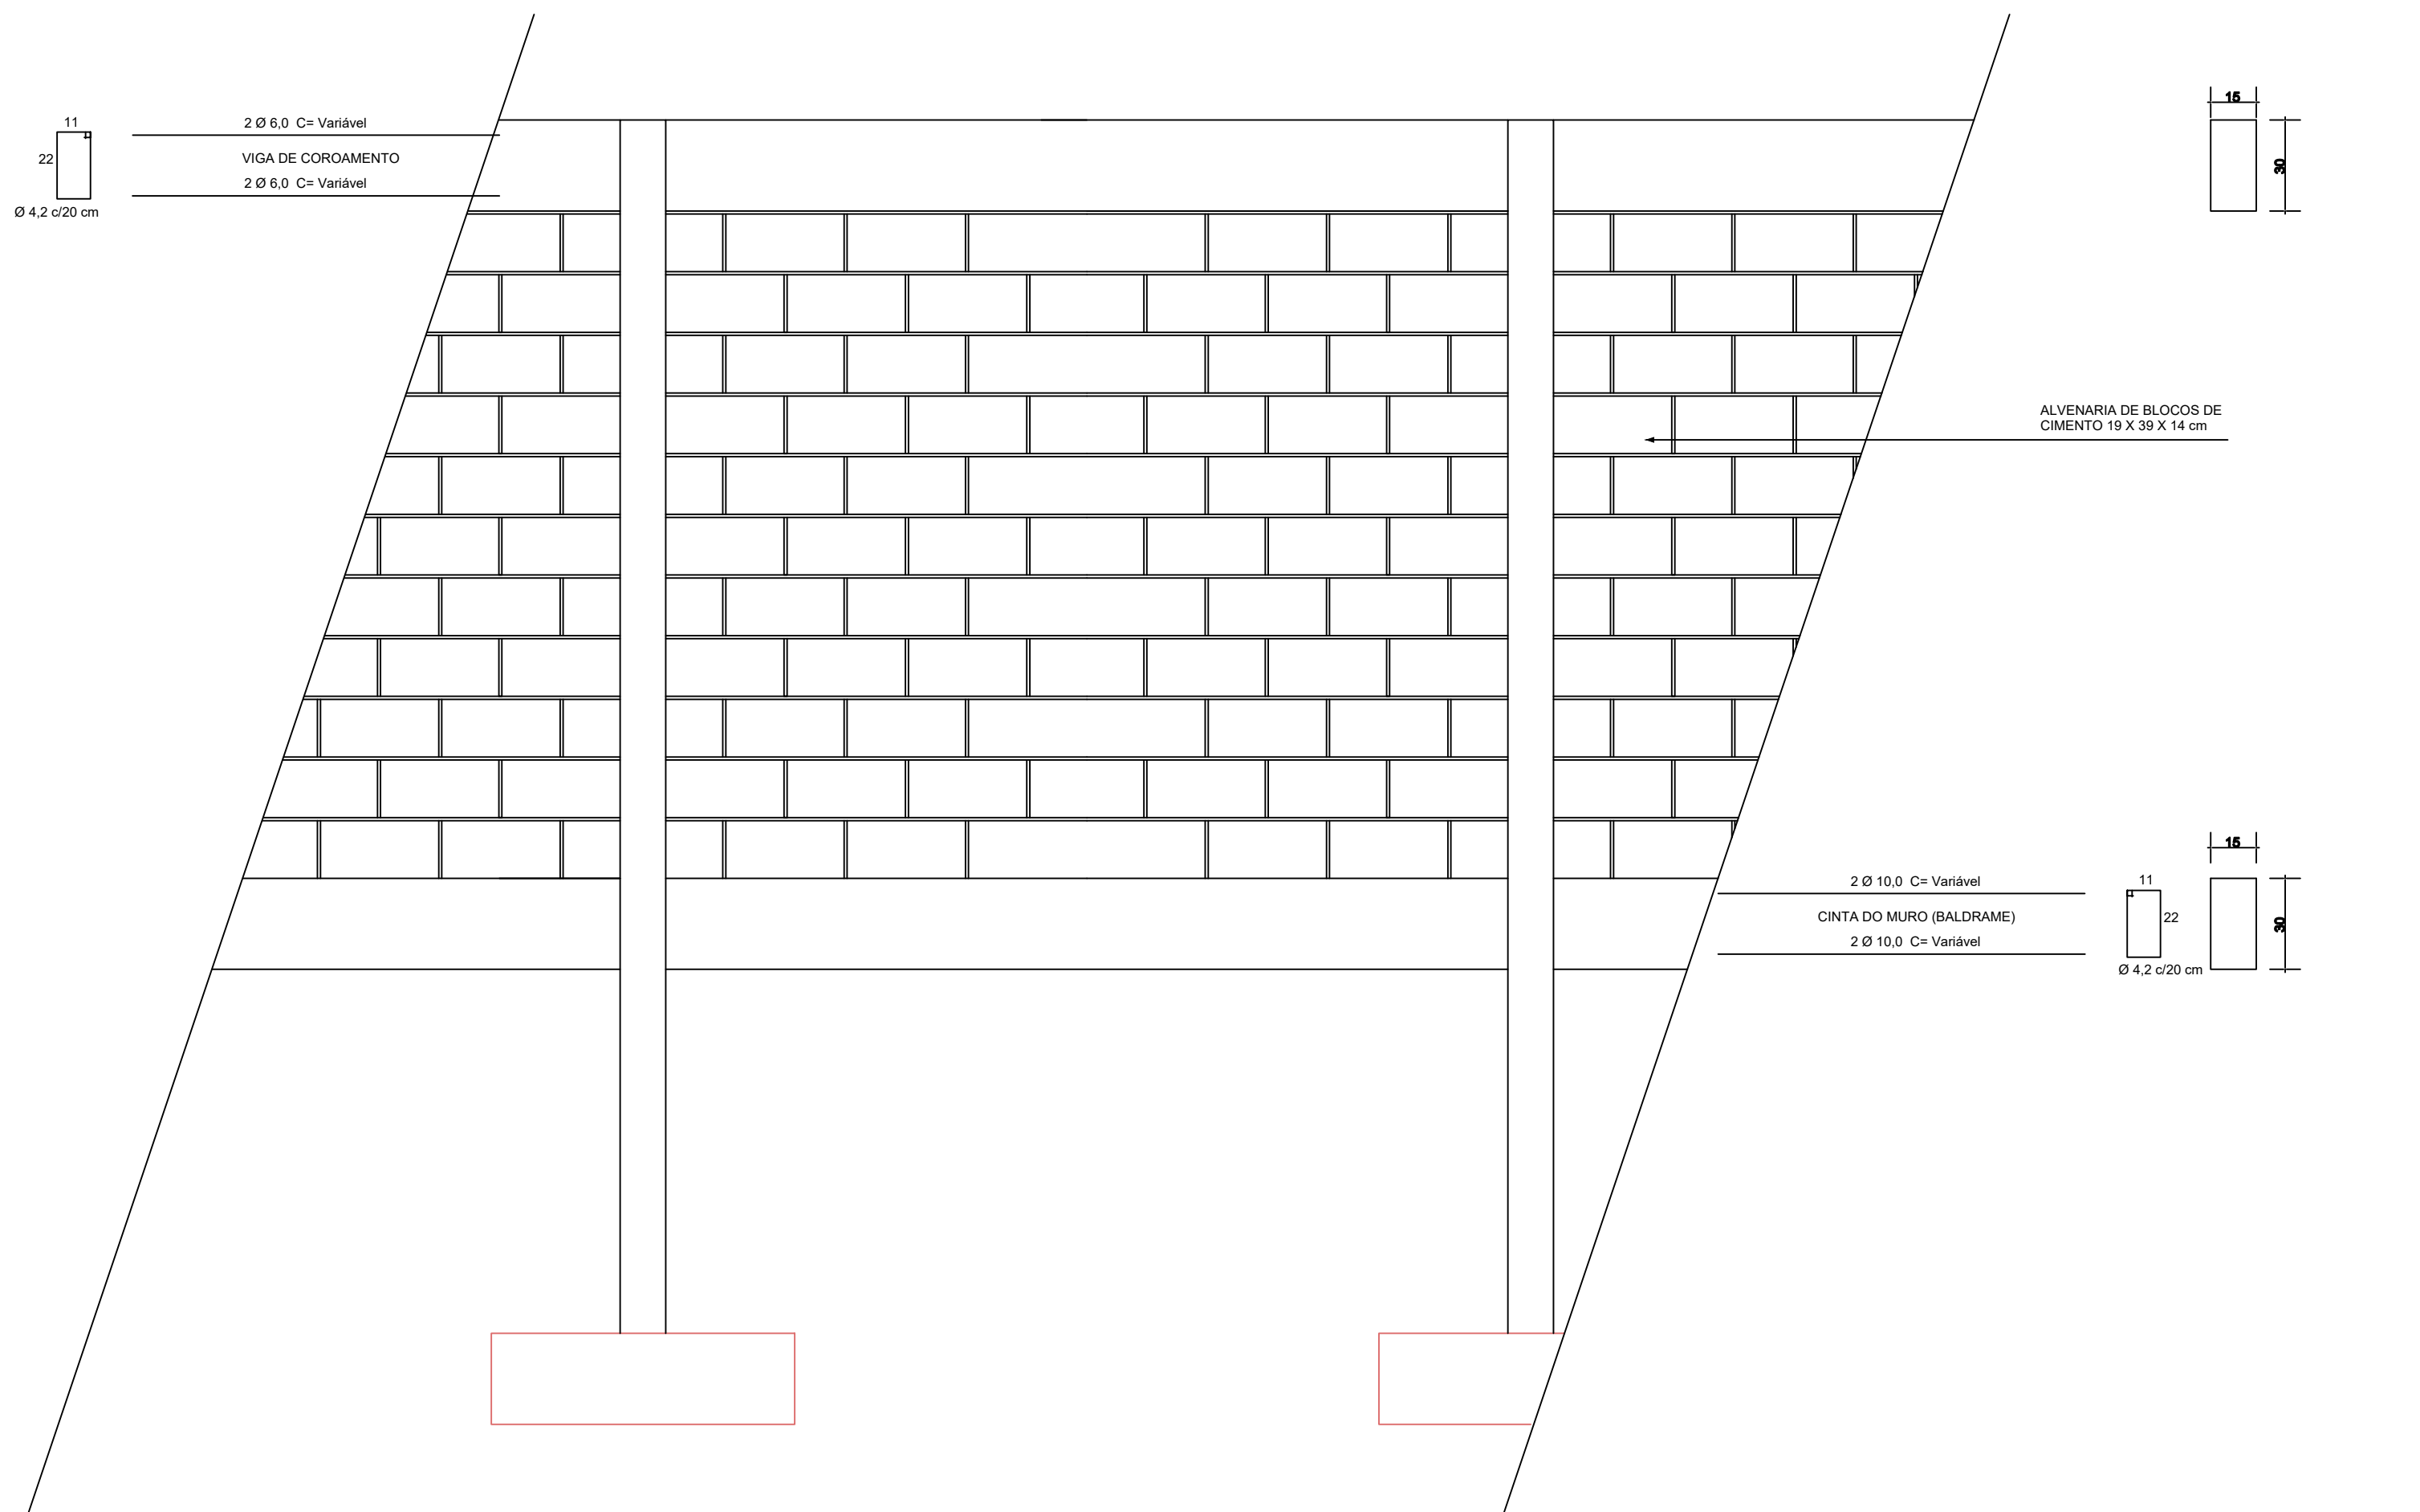 11
22
Ø 4,2 c/20 cm
2 Ø 6,0 C= Variável
VIGA DE COROAMENTO
2 Ø 6,0 C= Variável
15
30
ALVENARIA DE BLOCOS DE
CIMENTO 19 X 39 X 14 cm
2 Ø 10,0 C= Variável
CINTA DO MURO (BALDRAME)
2 Ø 10,0 C= Variável
11
22
Ø 4,2 c/20 cm
15
30